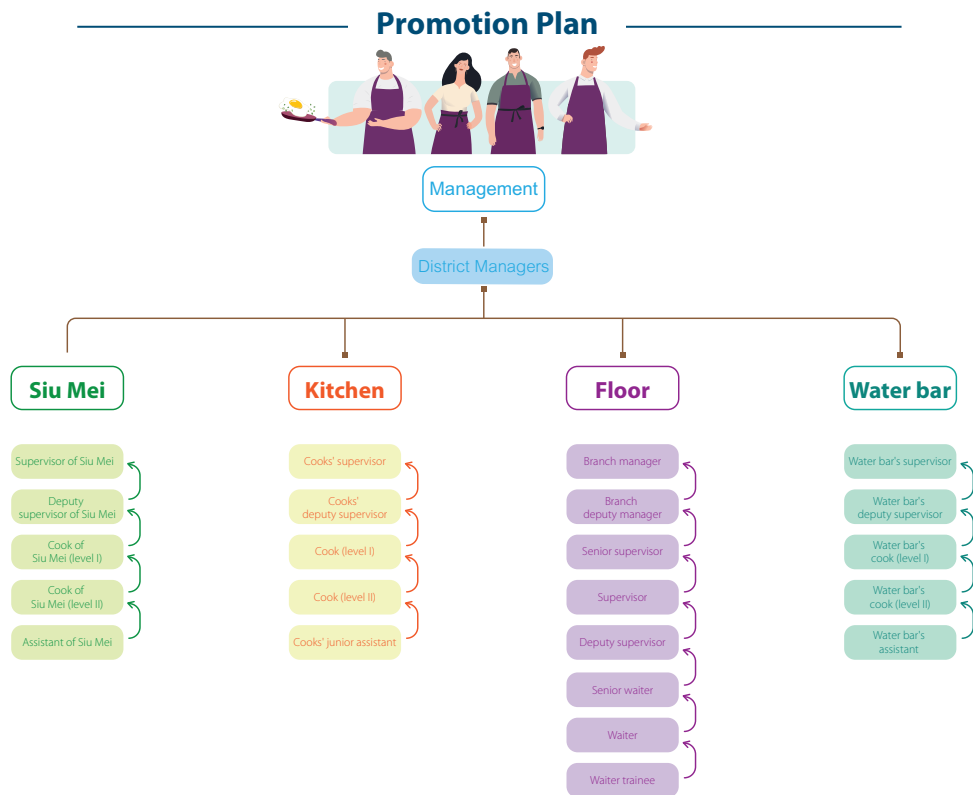 Promotion Plan
Management
District Managers
Siu Mei
Supervisor of Siu Mei
Deputy
supervisor of Siu Mei
Cook of
Siu Mei (level I)
Cook of
Siu Mei (level II)
Assistant of Siu Mei
Kitchen
Cooks' supervisor
Cooks'
deputy supervisor
Cook (level I)
Cook (level II)
Cooks' junior assistant
Floor
Branch manager
Branch
deputy manager
Senior supervisor
Supervisor
Deputy supervisor
Senior waiter
Waiter
Waiter trainee
Water bar
Water bar's supervisor
Water bar's
deputy supervisor
Water bar's
cook (level I)
Water bar's
cook (level II)
Water bar's
assistant